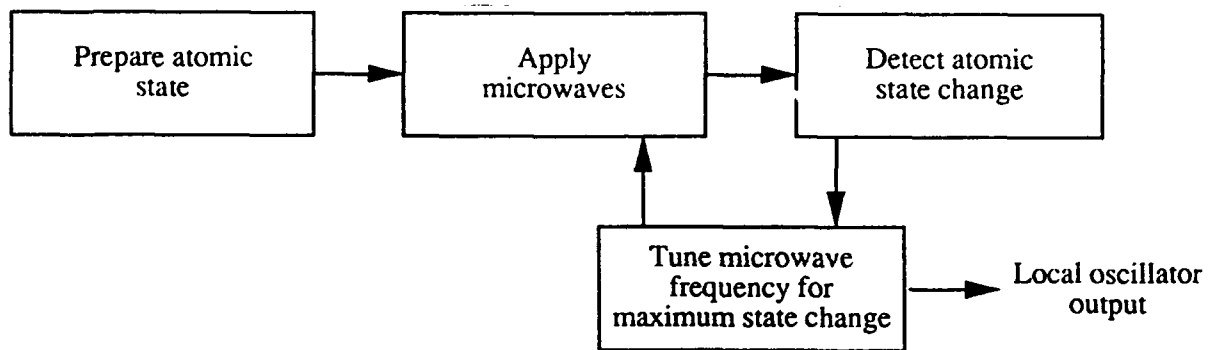 Prepare atomic
state
Apply
microwaves
Detect atomic
state change
Tune microwave
frequency for
maximum state change
Local oscillator
output